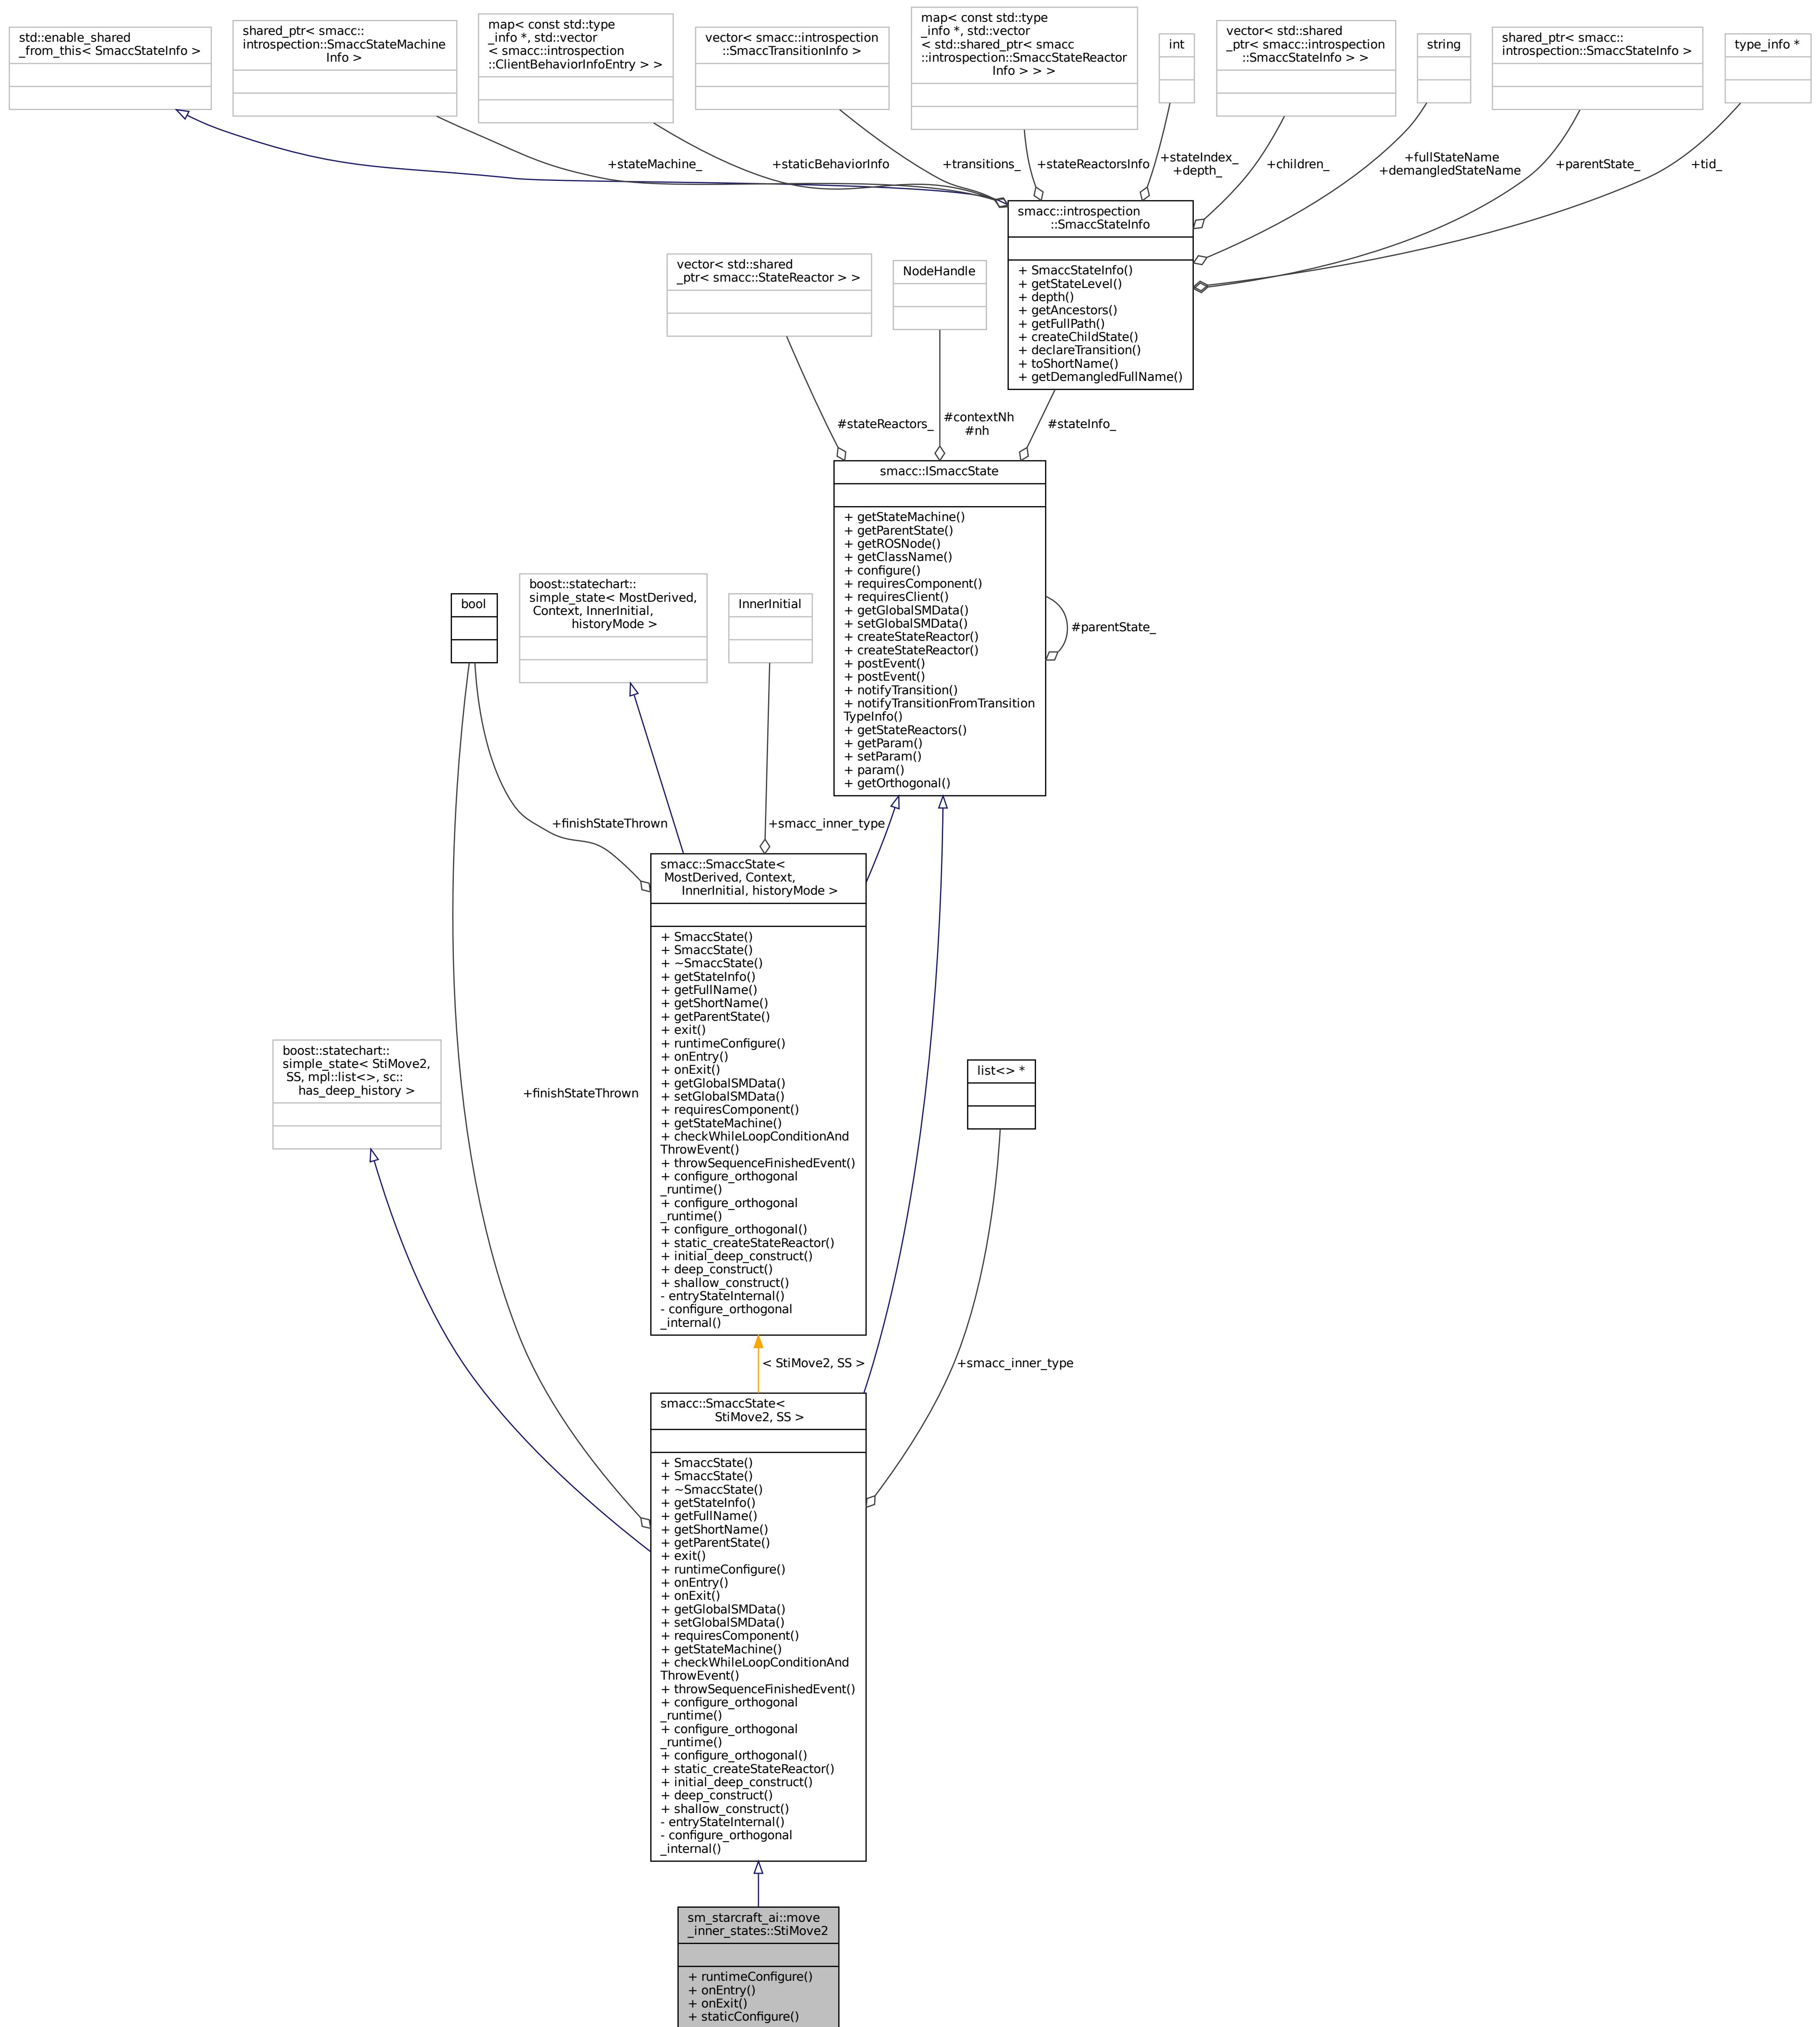 std::enable_shared
_from_this< SmaccStateInfo >
shared_ptr< smacc::
introspection::SmaccStateMachine
Info >
map< const std::type
_info *, std::vector
< smacc::introspection
::ClientBehaviorInfoEntry > >
vector< smacc::introspection
::SmaccTransitionInfo >
map< const std::type
_info *, std::vector
< std::shared_ptr< smacc
::introspection::SmaccStateReactor
Info > > >
int
vector< std::shared
_ptr< smacc::introspection
::SmaccStateInfo > >
string
shared_ptr< smacc::
introspection::SmaccStateInfo >
type_info *
+stateMachine_
+staticBehaviorInfo
+transitions_
+stateReactorsInfo
+stateIndex_
+depth_
+children_
+fullStateName
+demangledStateName
+parentState_
+tid_
smacc::introspection
::SmaccStateInfo
+ SmaccStateInfo()
+ getStateLevel()
+ depth()
+ getAncestors()
+ getFullPath()
+ createChildState()
+ declareTransition()
+ toShortName()
+ getDemangledFullName()
vector< std::shared
_ptr< smacc::StateReactor > >
NodeHandle
#stateReactors_
#contextNh
#nh
#stateInfo_
smacc::ISmaccState
+ getStateMachine()
+ getParentState()
+ getROSNode()
+ getClassName()
+ configure()
+ requiresComponent()
+ requiresClient()
+ getGlobalSMData()
+ setGlobalSMData()
+ createStateReactor()
+ createStateReactor()
+ postEvent()
+ postEvent()
+ notifyTransition()
+ notifyTransitionFromTransition
TypeInfo()
+ getStateReactors()
+ getParam()
+ setParam()
+ param()
+ getOrthogonal()
#parentState_
bool
boost::statechart::
simple_state< MostDerived,
Context, InnerInitial,
historyMode >
InnerInitial
+finishStateThrown
+smacc_inner_type
smacc::SmaccState<
MostDerived, Context,
InnerInitial, historyMode >
+ SmaccState()
+ SmaccState()
+ ~SmaccState()
+ getStateInfo()
+ getFullName()
+ getShortName()
+ getParentState()
+ exit()
+ runtimeConfigure()
+ onEntry()
+ onExit()
+ getGlobalSMData()
+ setGlobalSMData()
+ requiresComponent()
+ getStateMachine()
+ checkWhileLoopConditionAnd
ThrowEvent()
+ throwSequenceFinishedEvent()
+ configure_orthogonal
_runtime()
+ configure_orthogonal
_runtime()
+ configure_orthogonal()
+ static_createStateReactor()
+ initial_deep_construct()
+ deep_construct()
+ shallow_construct()
- entryStateInternal()
- configure_orthogonal
_internal()
boost::statechart::
simple_state< StiMove2,
SS, mpl::list<>, sc::
has_deep_history >
+finishStateThrown
list<> *
< StiMove2, SS >
+smacc_inner_type
smacc::SmaccState<
StiMove2, SS >
+ SmaccState()
+ SmaccState()
+ ~SmaccState()
+ getStateInfo()
+ getFullName()
+ getShortName()
+ getParentState()
+ exit()
+ runtimeConfigure()
+ onEntry()
+ onExit()
+ getGlobalSMData()
+ setGlobalSMData()
+ requiresComponent()
+ getStateMachine()
+ checkWhileLoopConditionAnd
ThrowEvent()
+ throwSequenceFinishedEvent()
+ configure_orthogonal
_runtime()
+ configure_orthogonal
_runtime()
+ configure_orthogonal()
+ static_createStateReactor()
+ initial_deep_construct()
+ deep_construct()
+ shallow_construct()
- entryStateInternal()
- configure_orthogonal
_internal()
sm_starcraft_ai::move
_inner_states::StiMove2
+ runtimeConfigure()
+ onEntry()
+ onExit()
+ staticConfigure()